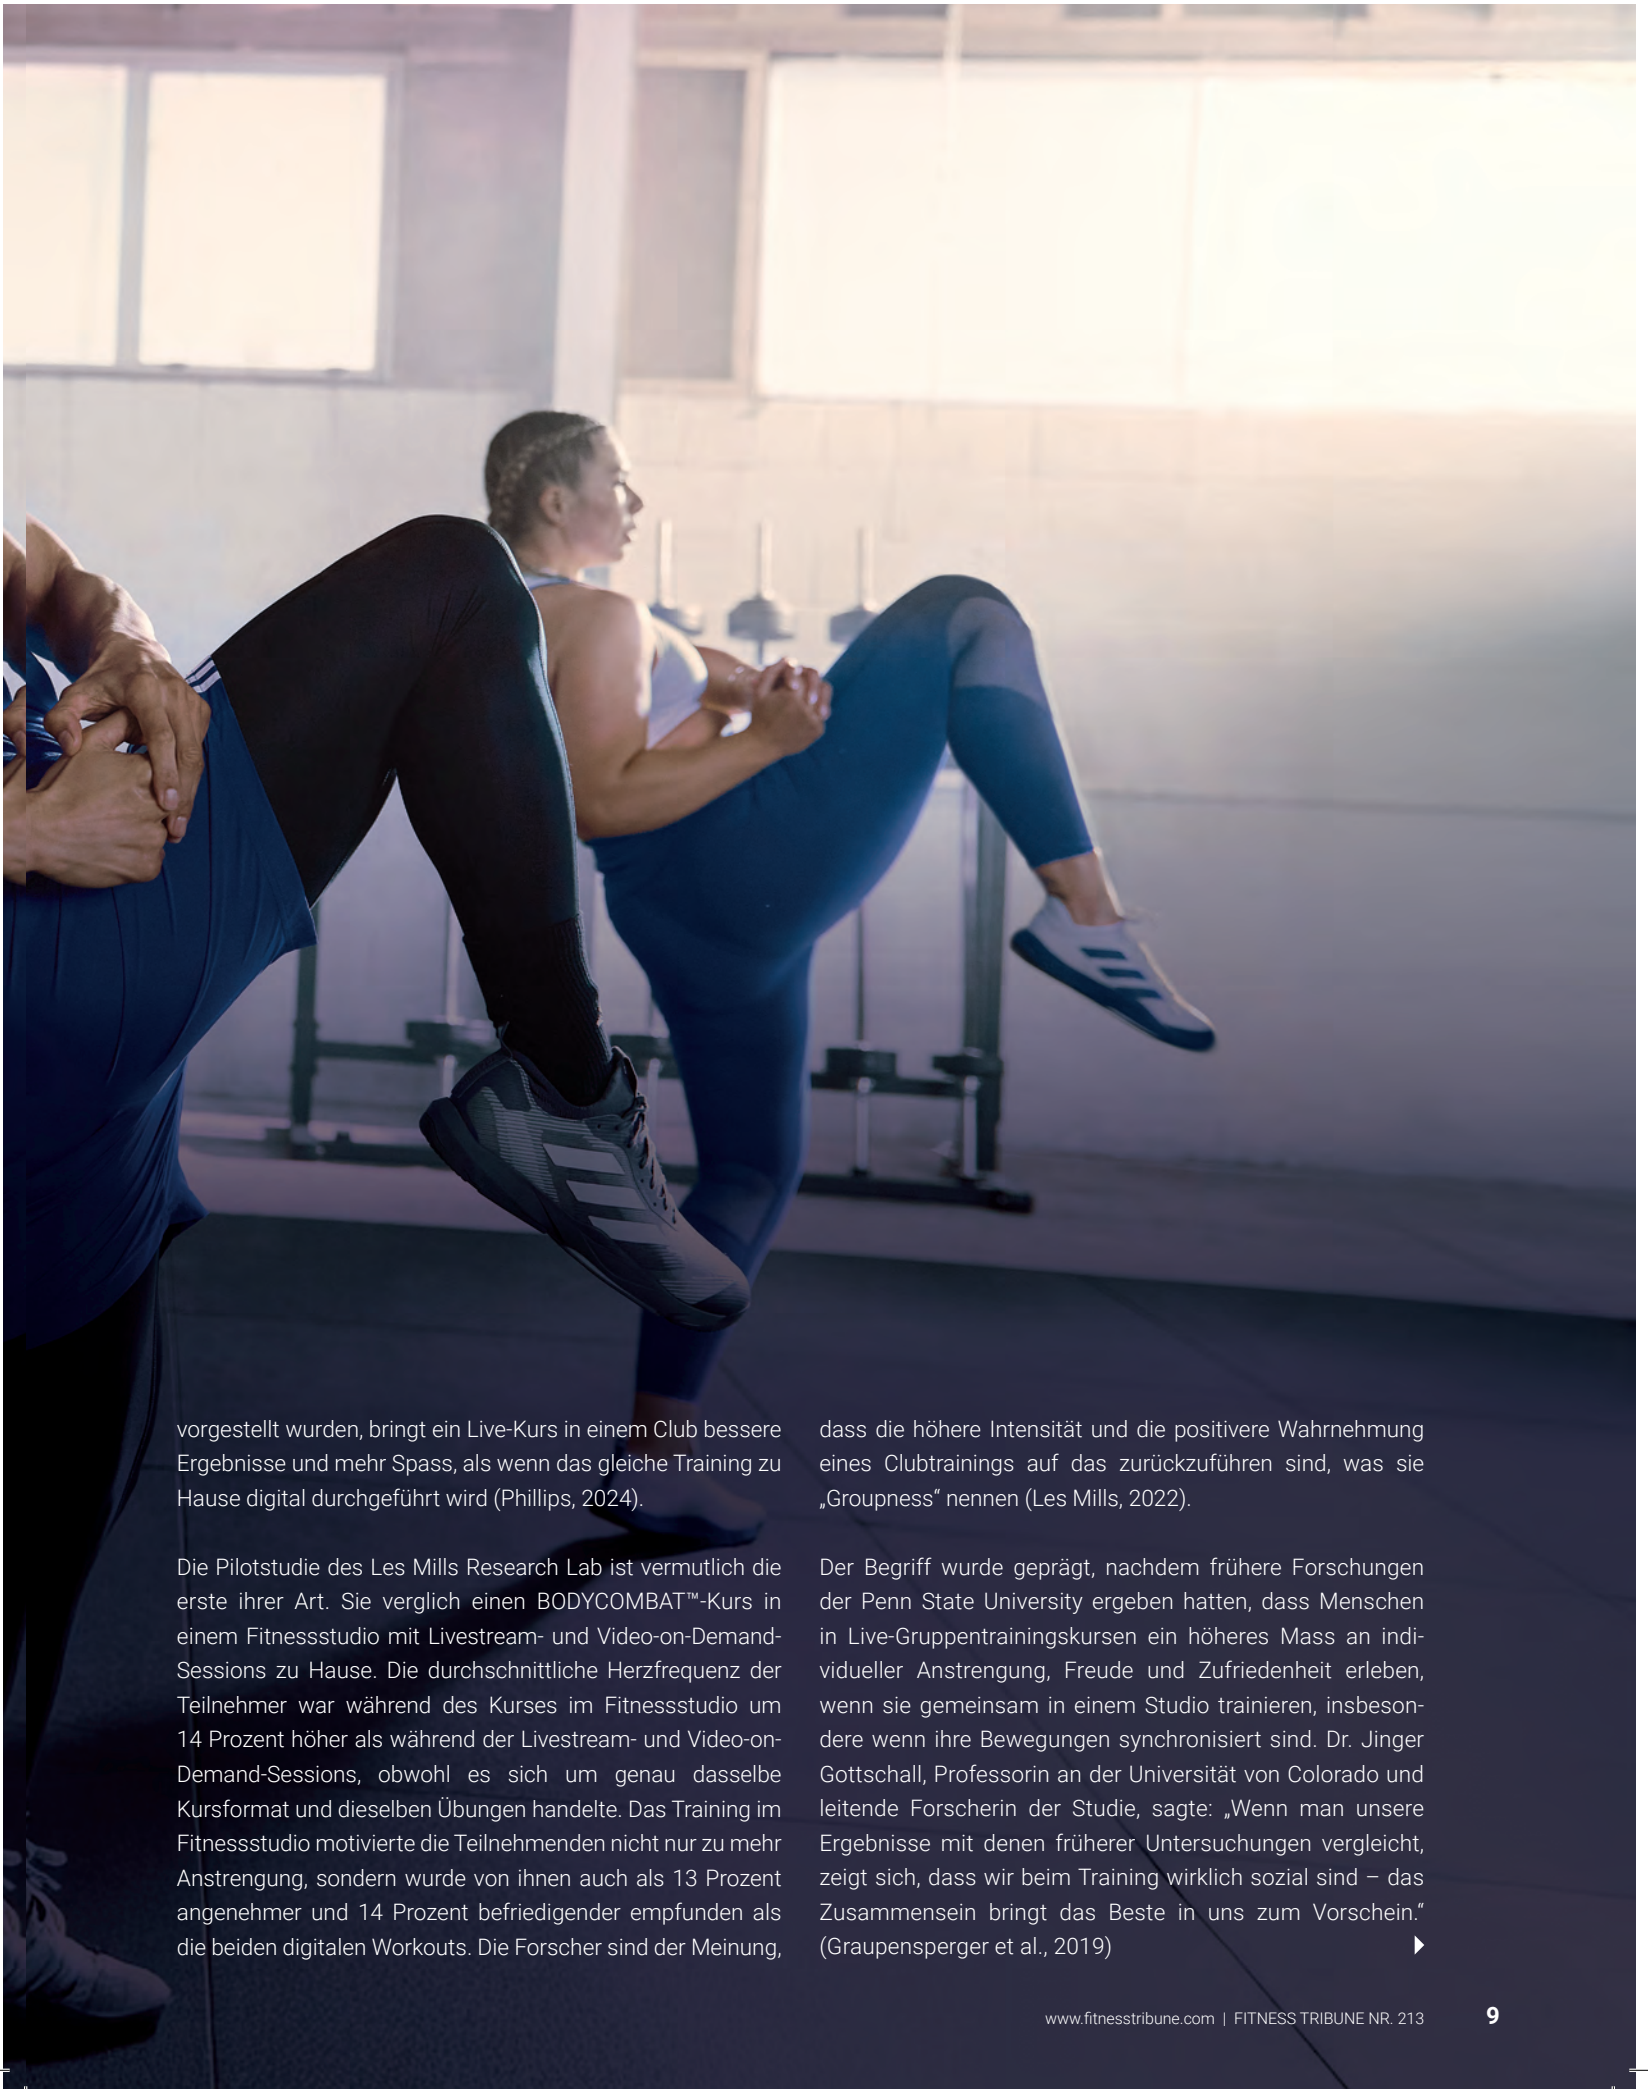 vorgestellt wurden, bringt ein Live-Kurs in einem Club bessere
Ergebnisse und mehr Spass, als wenn das gleiche Training zu
Hause digital durchgeführt wird (Phillips, 2024).
Die Pilotstudie des Les Mills Research Lab ist vermutlich die
erste ihrer Art. Sie verglich einen BODYCOMBAT™-Kurs in
einem Fitnessstudio mit Livestream- und Video-on-Demand-
Sessions zu Hause. Die durchschnittliche Herzfrequenz der
Teilnehmer war während des Kurses im Fitnessstudio um
14 Prozent höher als während der Livestream- und Video-on-
Demand-Sessions, obwohl es sich um genau dasselbe
Kursformat und dieselben Übungen handelte. Das Training im
Fitnessstudio motivierte die Teilnehmenden nicht nur zu mehr
Anstrengung, sondern wurde von ihnen auch als 13 Prozent
angenehmer und 14 Prozent befriedigender empfunden als
die beiden digitalen Workouts. Die Forscher sind der Meinung,
dass die höhere Intensität und die positivere Wahrnehmung
eines Clubtrainings auf das zurückzuführen sind, was sie
„Groupness“ nennen (Les Mills, 2022).
Der Begriff wurde geprägt, nachdem frühere Forschungen
der Penn State University ergeben hatten, dass Menschen
in Live-Gruppentrainingskursen ein höheres Mass an indi-
vidueller Anstrengung, Freude und Zufriedenheit erleben,
wenn sie gemeinsam in einem Studio trainieren, insbeson-
dere wenn ihre Bewegungen synchronisiert sind. Dr. Jinger
Gottschall, Professorin an der Universität von Colorado und
leitende Forscherin der Studie, sagte: „Wenn man unsere
Ergebnisse mit denen früherer Untersuchungen vergleicht,
zeigt sich, dass wir beim Training wirklich sozial sind – das
Zusammensein bringt das Beste in uns zum Vorschein.“
(Graupensperger et al., 2019)
www.fitnesstribune.com | FITNESS TRIBUNE NR. 213 9